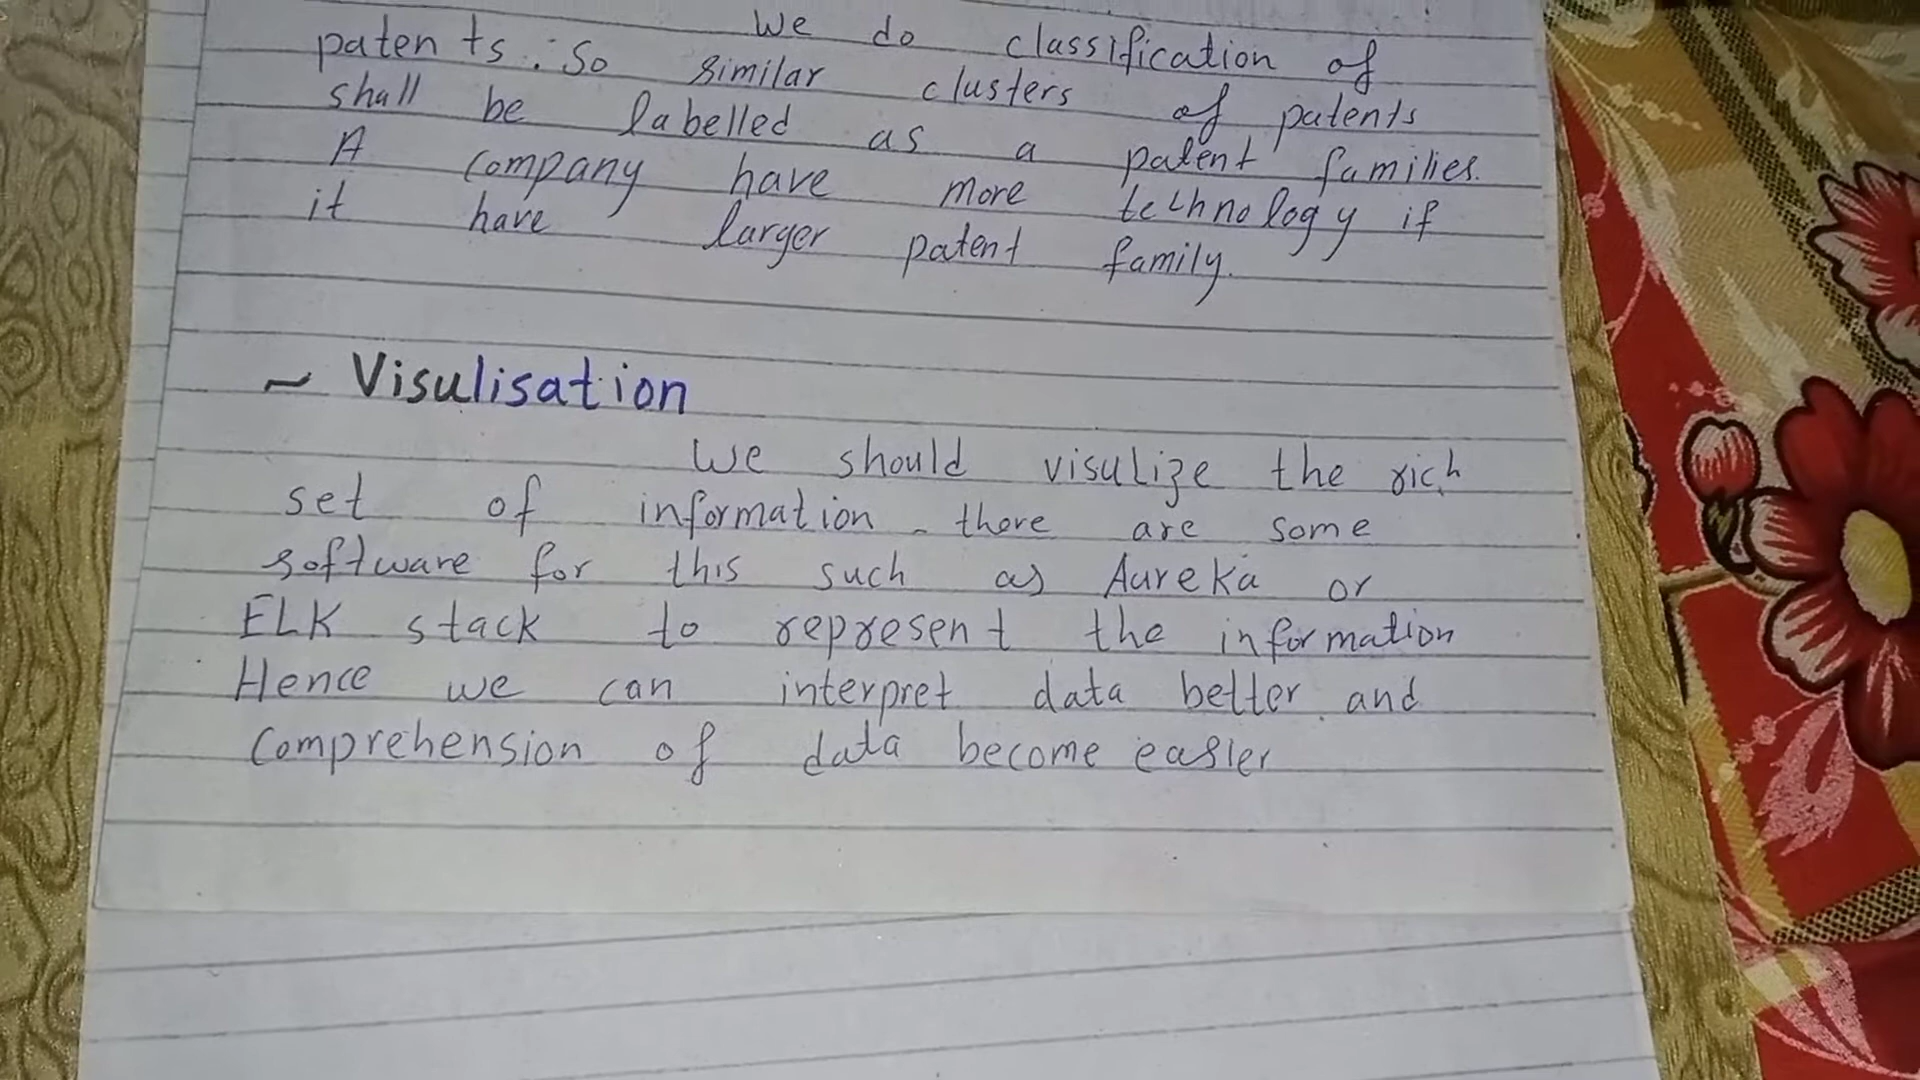 We do classification of
patents. So similar clusters of patents
shall be labelled as a patent families.
A company have more technology if
it have larger patent family.
~ Visulisation
We should visulize the rich
set of information. there are some
software for this such as Aureka or
ELK stack to represent the information
Hence we can interpret data better and
comprehension of data become easier